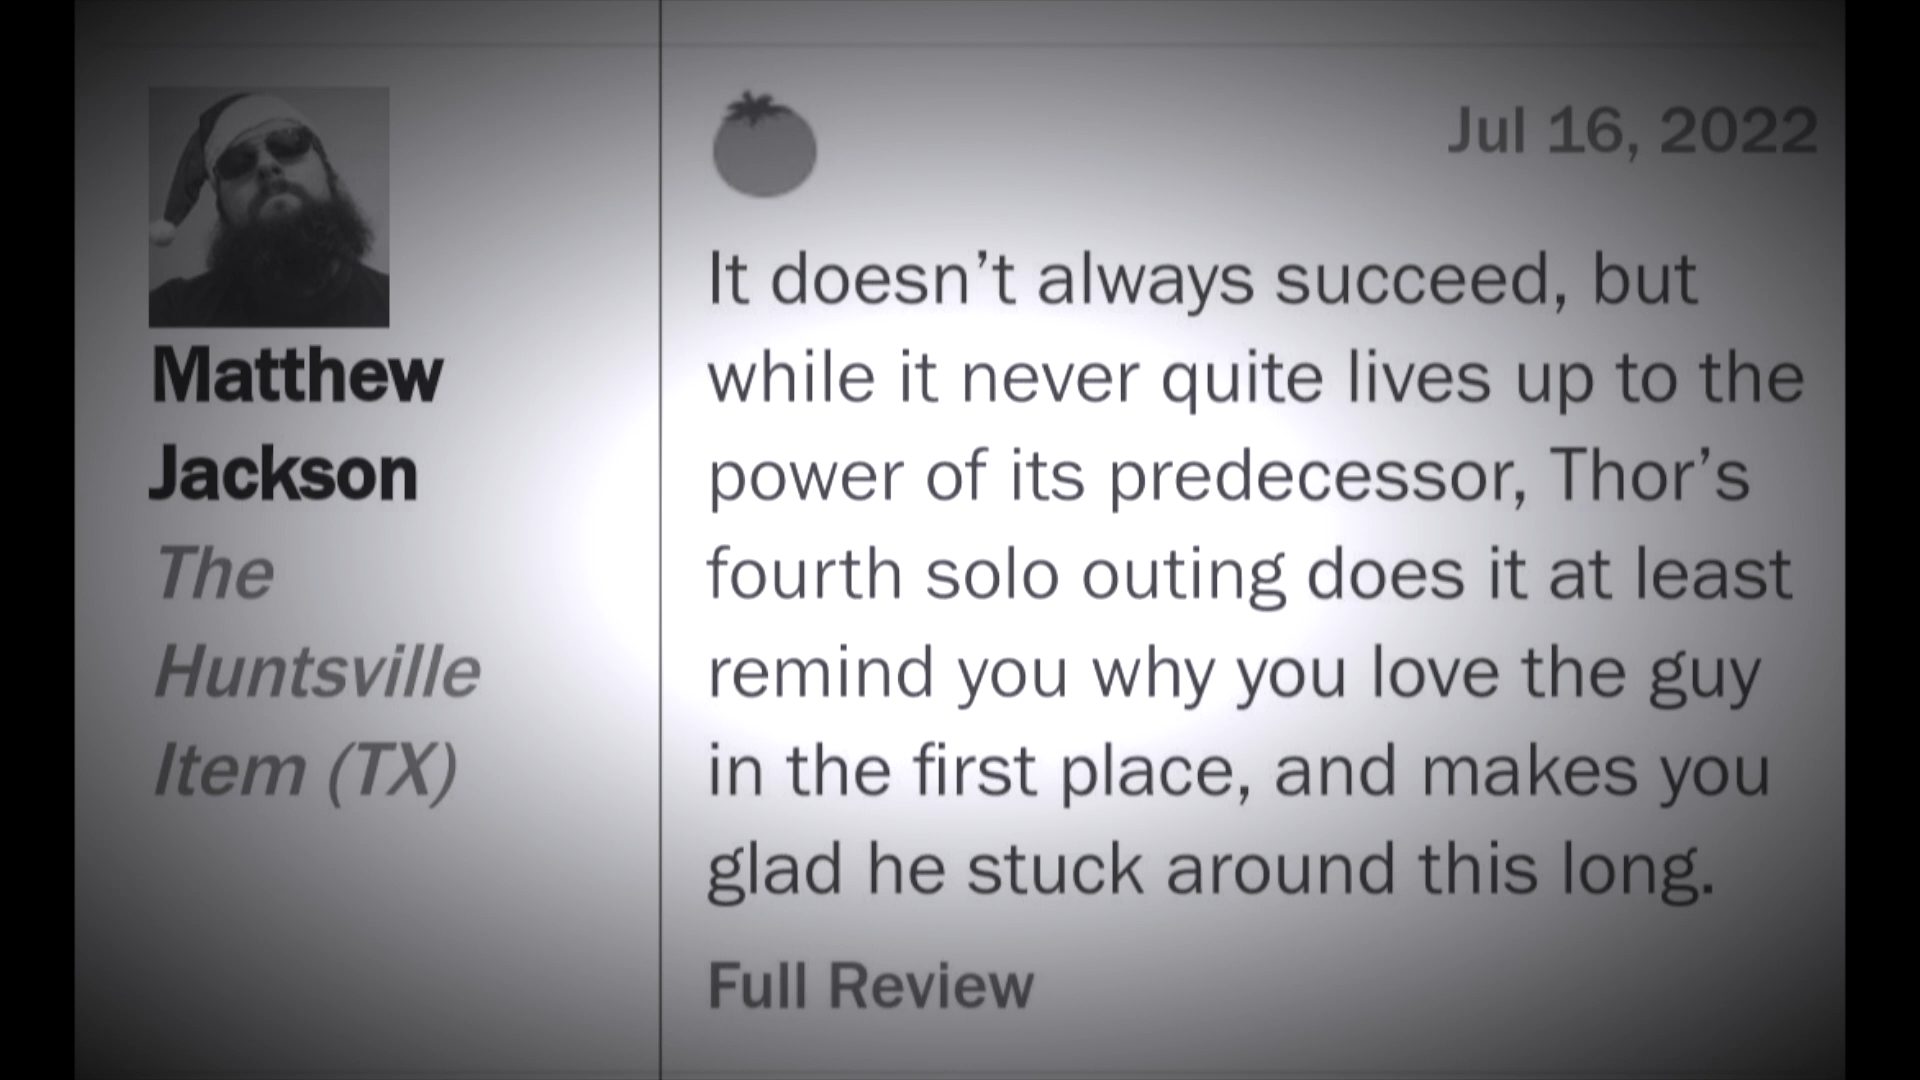 Matthew
Jackson
The
Huntsville
Item (TX)
Jul 16, 2022
It doesn’t always succeed, but
while it never quite lives up to the
power of its predecessor, Thor’s
fourth solo outing does it at least
remind you why you love the guy
in the first place, and makes you
glad he stuck around this long.
Full Review